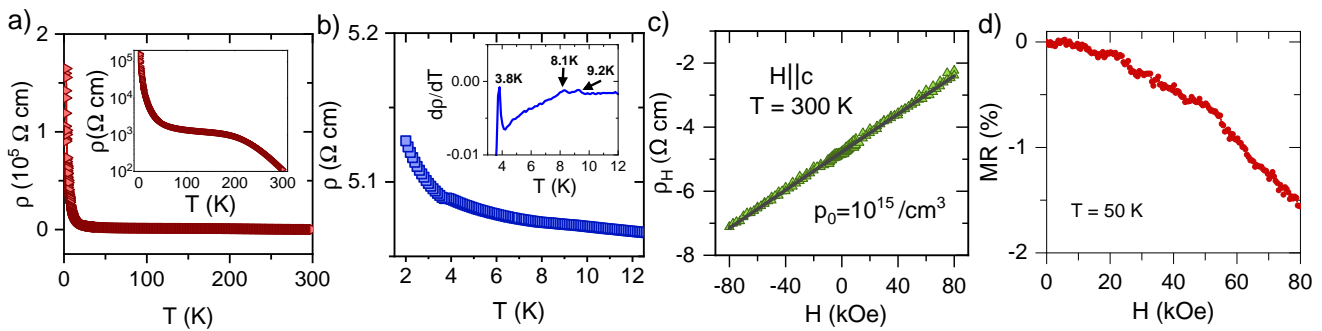 a)
2
1
0
ρ (10⁵ Ω cm)
0
100
200
300
T (K)
10⁵
10⁴
10³
10²
ρ(Ω cm)
0
100
200
300
T (K)
b)
5.2
5.1
ρ (Ω cm)
2
4
6
8
10
12
T (K)
0.00
-0.01
dρ/dT
3.8K
8.1K
9.2K
4
6
8
10
12
T (K)
c)
-2
-4
-6
-8
ρH (Ω cm)
H||c
T = 300 K
p₀=10¹⁵/cm³
-80
-40
0
40
80
H (kOe)
d)
0
-1
-2
MR (%)
T = 50 K
0
20
40
60
80
H (kOe)